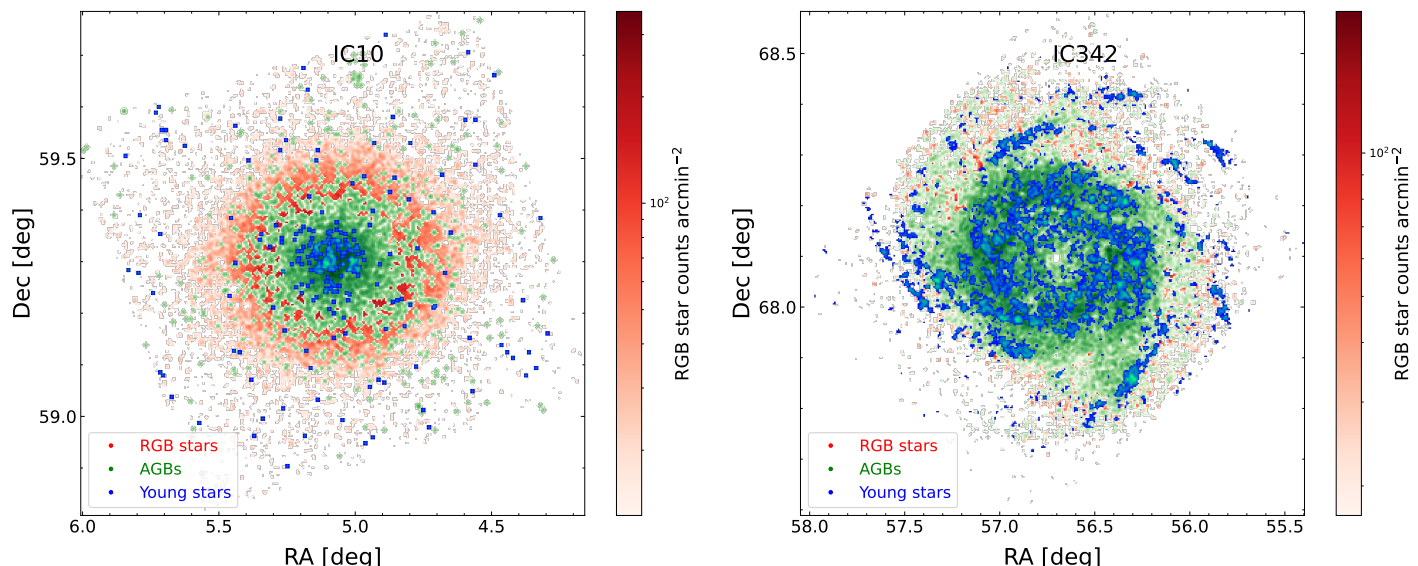 IC10
59.5
59.0
Dec [deg]
6.0 5.5 5.0 4.5
RA [deg]
RGB stars
AGBs
Young stars
10²
RGB star counts arcmin⁻²
IC342
68.5
68.0
Dec [deg]
58.0 57.5 57.0 56.5 56.0 55.5
RA [deg]
RGB stars
AGBs
Young stars
10²
RGB star counts arcmin⁻²